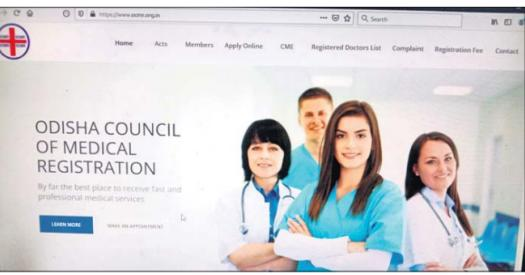 https://www.ocmr.org.in
Search
Home Acts Members Apply Online CME Registered Doctors List Complaint Registration Fee Contact
ODISHA COUNCIL
OF MEDICAL
REGISTRATION
By far the best place to receive fast and
professional medical services
LEARN MORE MAKE AN APPOINTMENT